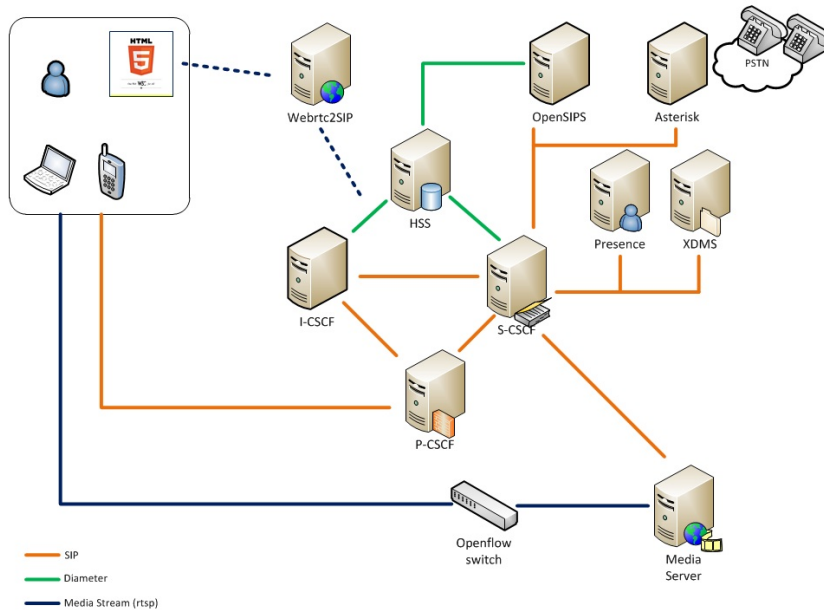 HTML
5
PSTN
Webrtc2SIP
OpenSIPS
Asterisk
HSS
Presence
XDMS
I-CSCF
S-CSCF
P-CSCF
Openflow
switch
Media
Server
SIP
Diameter
Media Stream (rtsp)